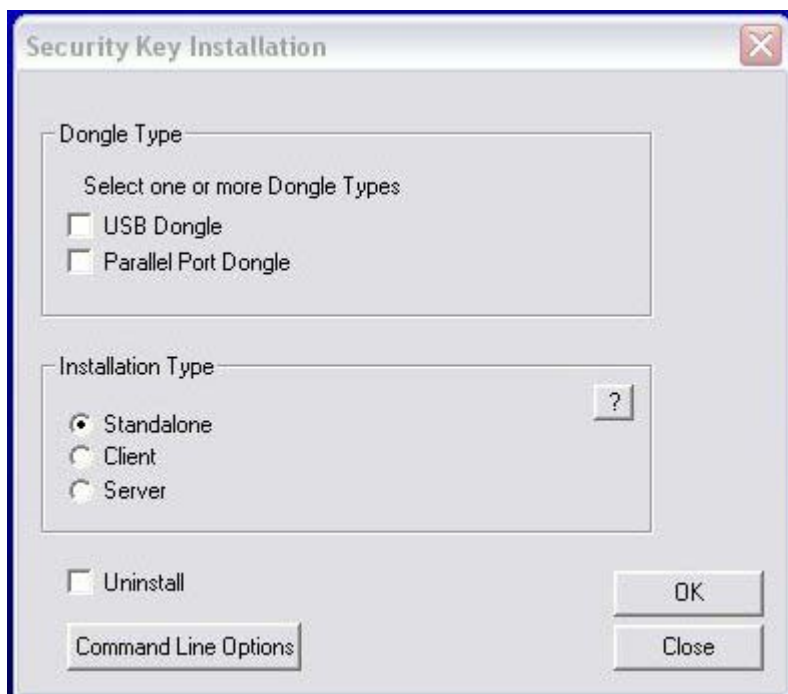 Security Key Installation
Dongle Type
Select one or more Dongle Types
USB Dongle
Parallel Port Dongle
Installation Type
?
Standalone
Client
Server
Uninstall
OK
Command Line Options
Close